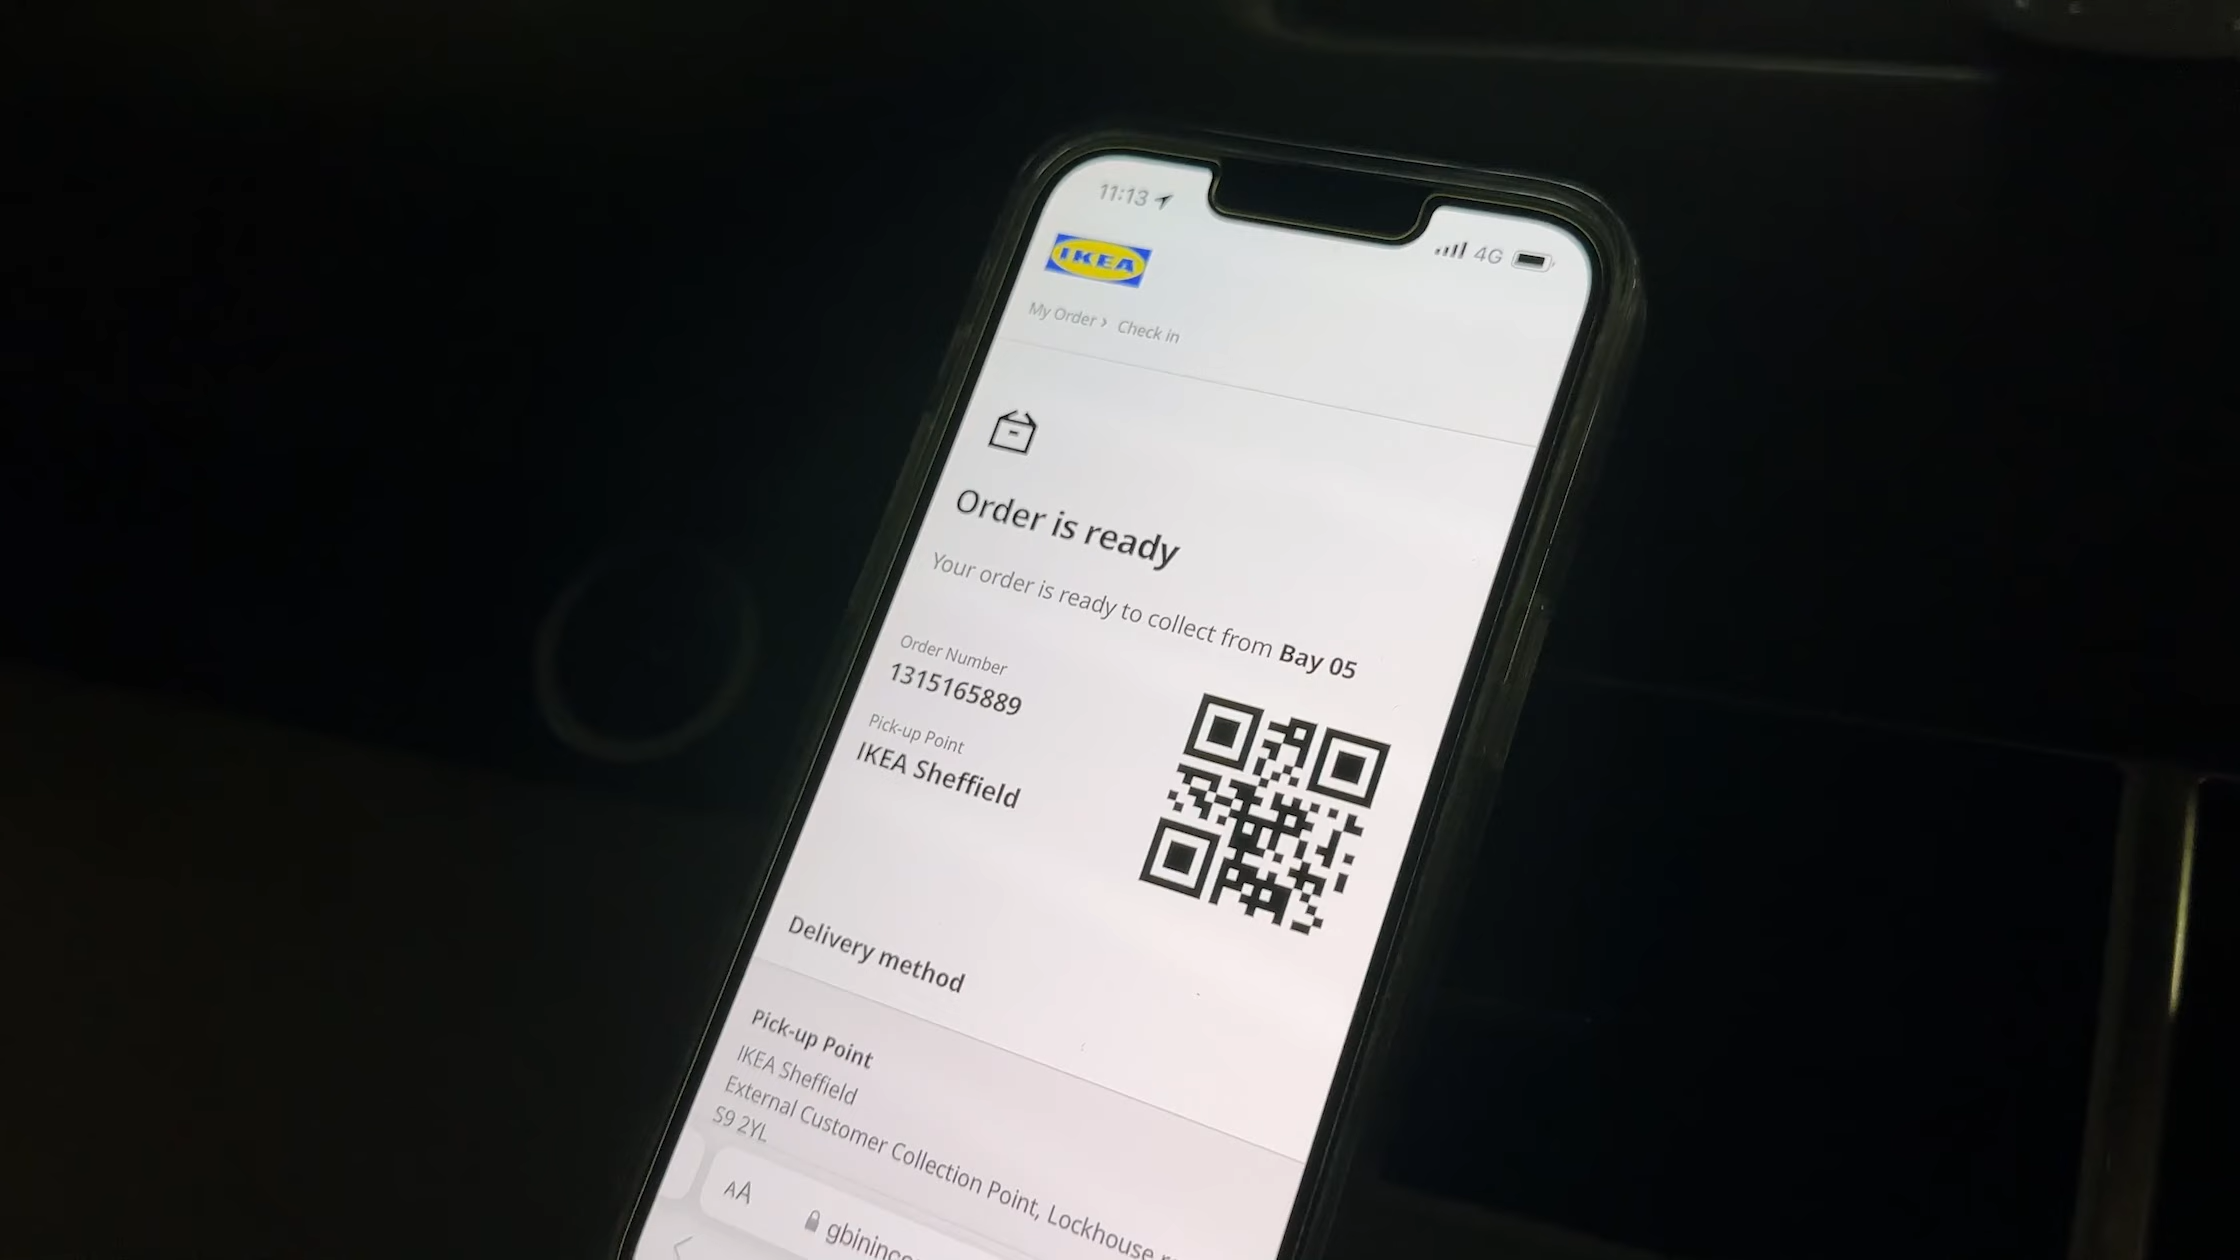 11:13
4G
IKEA
My Order › Check in
Order is ready
Your order is ready to collect from Bay 05
Order Number
1315165889
Pick-up Point
IKEA Sheffield
Delivery method
Pick-up Point
IKEA Sheffield
External Customer Collection Point, Lockhouse
S9 2YL
AA